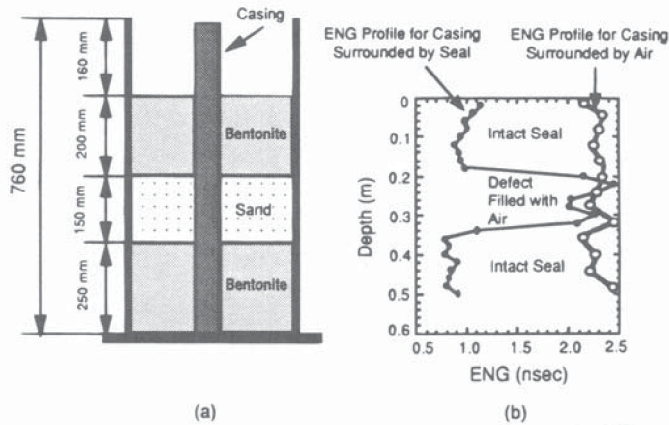 Casing
760 mm
160 mm
200 mm
150 mm
250 mm
Bentonite
Sand
Bentonite
(a)
ENG Profile for Casing
Surrounded by Seal
ENG Profile for Casing
Surrounded by Air
Intact Seal
Defect
Filled with
Air
Intact Seal
Depth (m)
0
0.1
0.2
0.3
0.4
0.5
0.6
0.5
1.0
1.5
2.0
2.5
ENG (nsec)
(b)